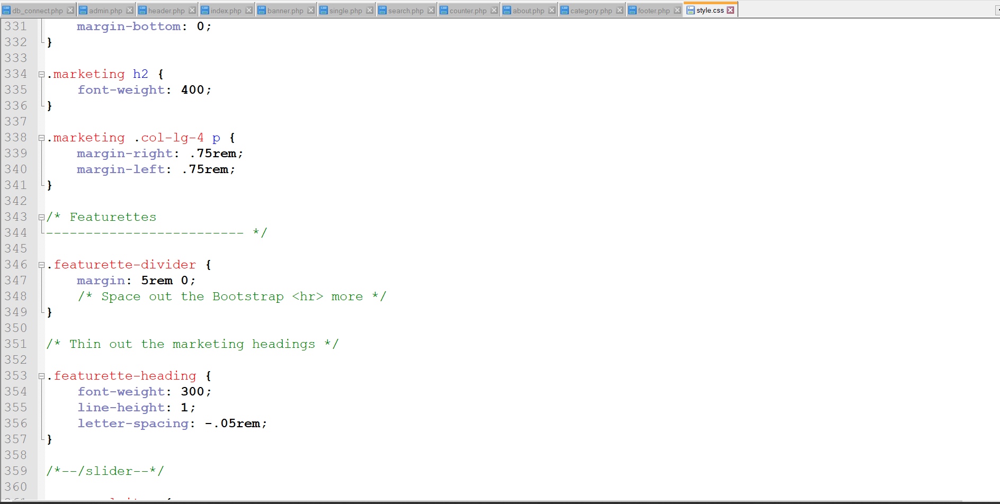 db_connect.php admin.php header.php index.php banner.php single.php search.php counter.php about.php category.php footer.php style.css
331 margin-bottom: 0;
332 }
333
334 .marketing h2 {
335 font-weight: 400;
336 }
337
338 .marketing .col-lg-4 p {
339 margin-right: .75rem;
340 margin-left: .75rem;
341 }
342
343 /* Featurettes
344 ------------------------- */
345
346 .featurette-divider {
347 margin: 5rem 0;
348 /* Space out the Bootstrap <hr> more */
349 }
350
351 /* Thin out the marketing headings */
352
353 .featurette-heading {
354 font-weight: 300;
355 line-height: 1;
356 letter-spacing: -.05rem;
357 }
358
359 /*--/slider--*/
360